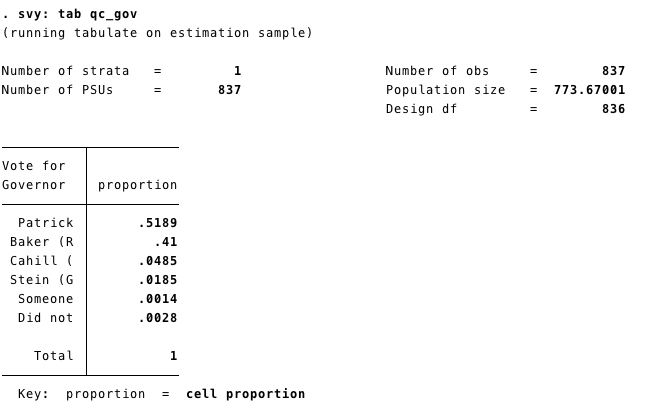 . svy: tab qc_gov
(running tabulate on estimation sample)
Number of strata = 1 Number of obs = 837
Number of PSUs = 837 Population size = 773.67001
Design df = 836
Vote for
Governor proportion
Patrick .5189
Baker (R .41
Cahill ( .0485
Stein (G .0185
Someone .0014
Did not .0028
Total 1
Key: proportion = cell proportion